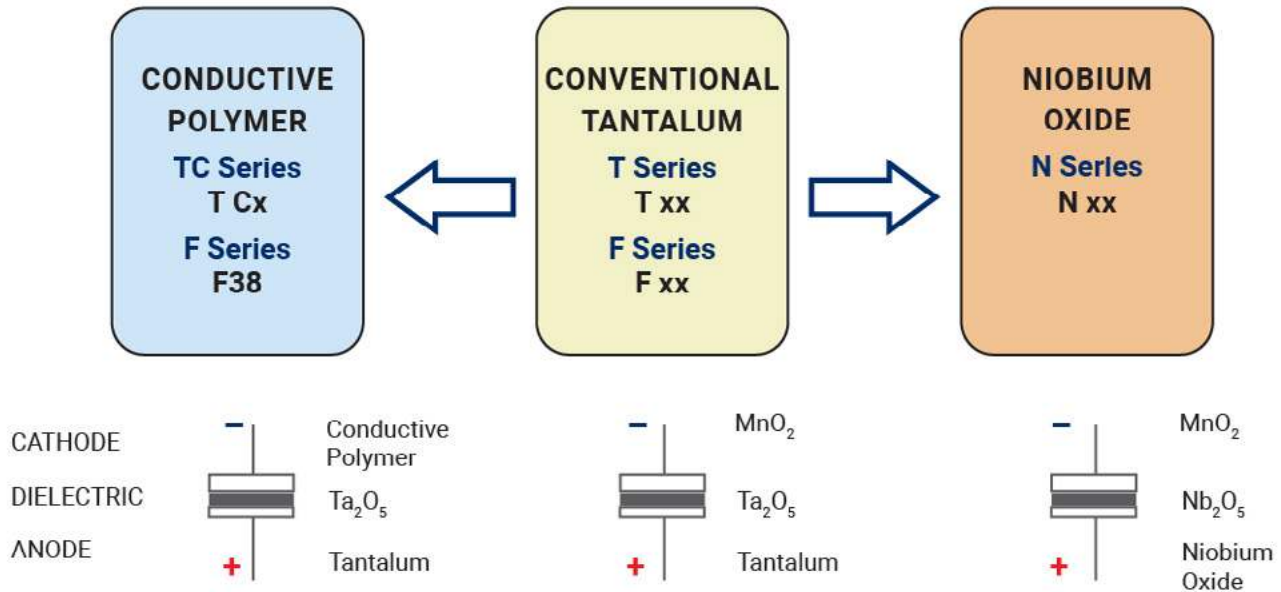 CONDUCTIVE
POLYMER
TC Series
T Cx
F Series
F38
CONVENTIONAL
TANTALUM
T Series
T xx
F Series
F xx
NIOBIUM
OXIDE
N Series
N xx
CATHODE
DIELECTRIC
ANODE
−
Conductive
Polymer
Ta₂O₅
+
Tantalum
−
MnO₂
Ta₂O₅
+
Tantalum
−
MnO₂
Nb₂O₅
+
Niobium
Oxide